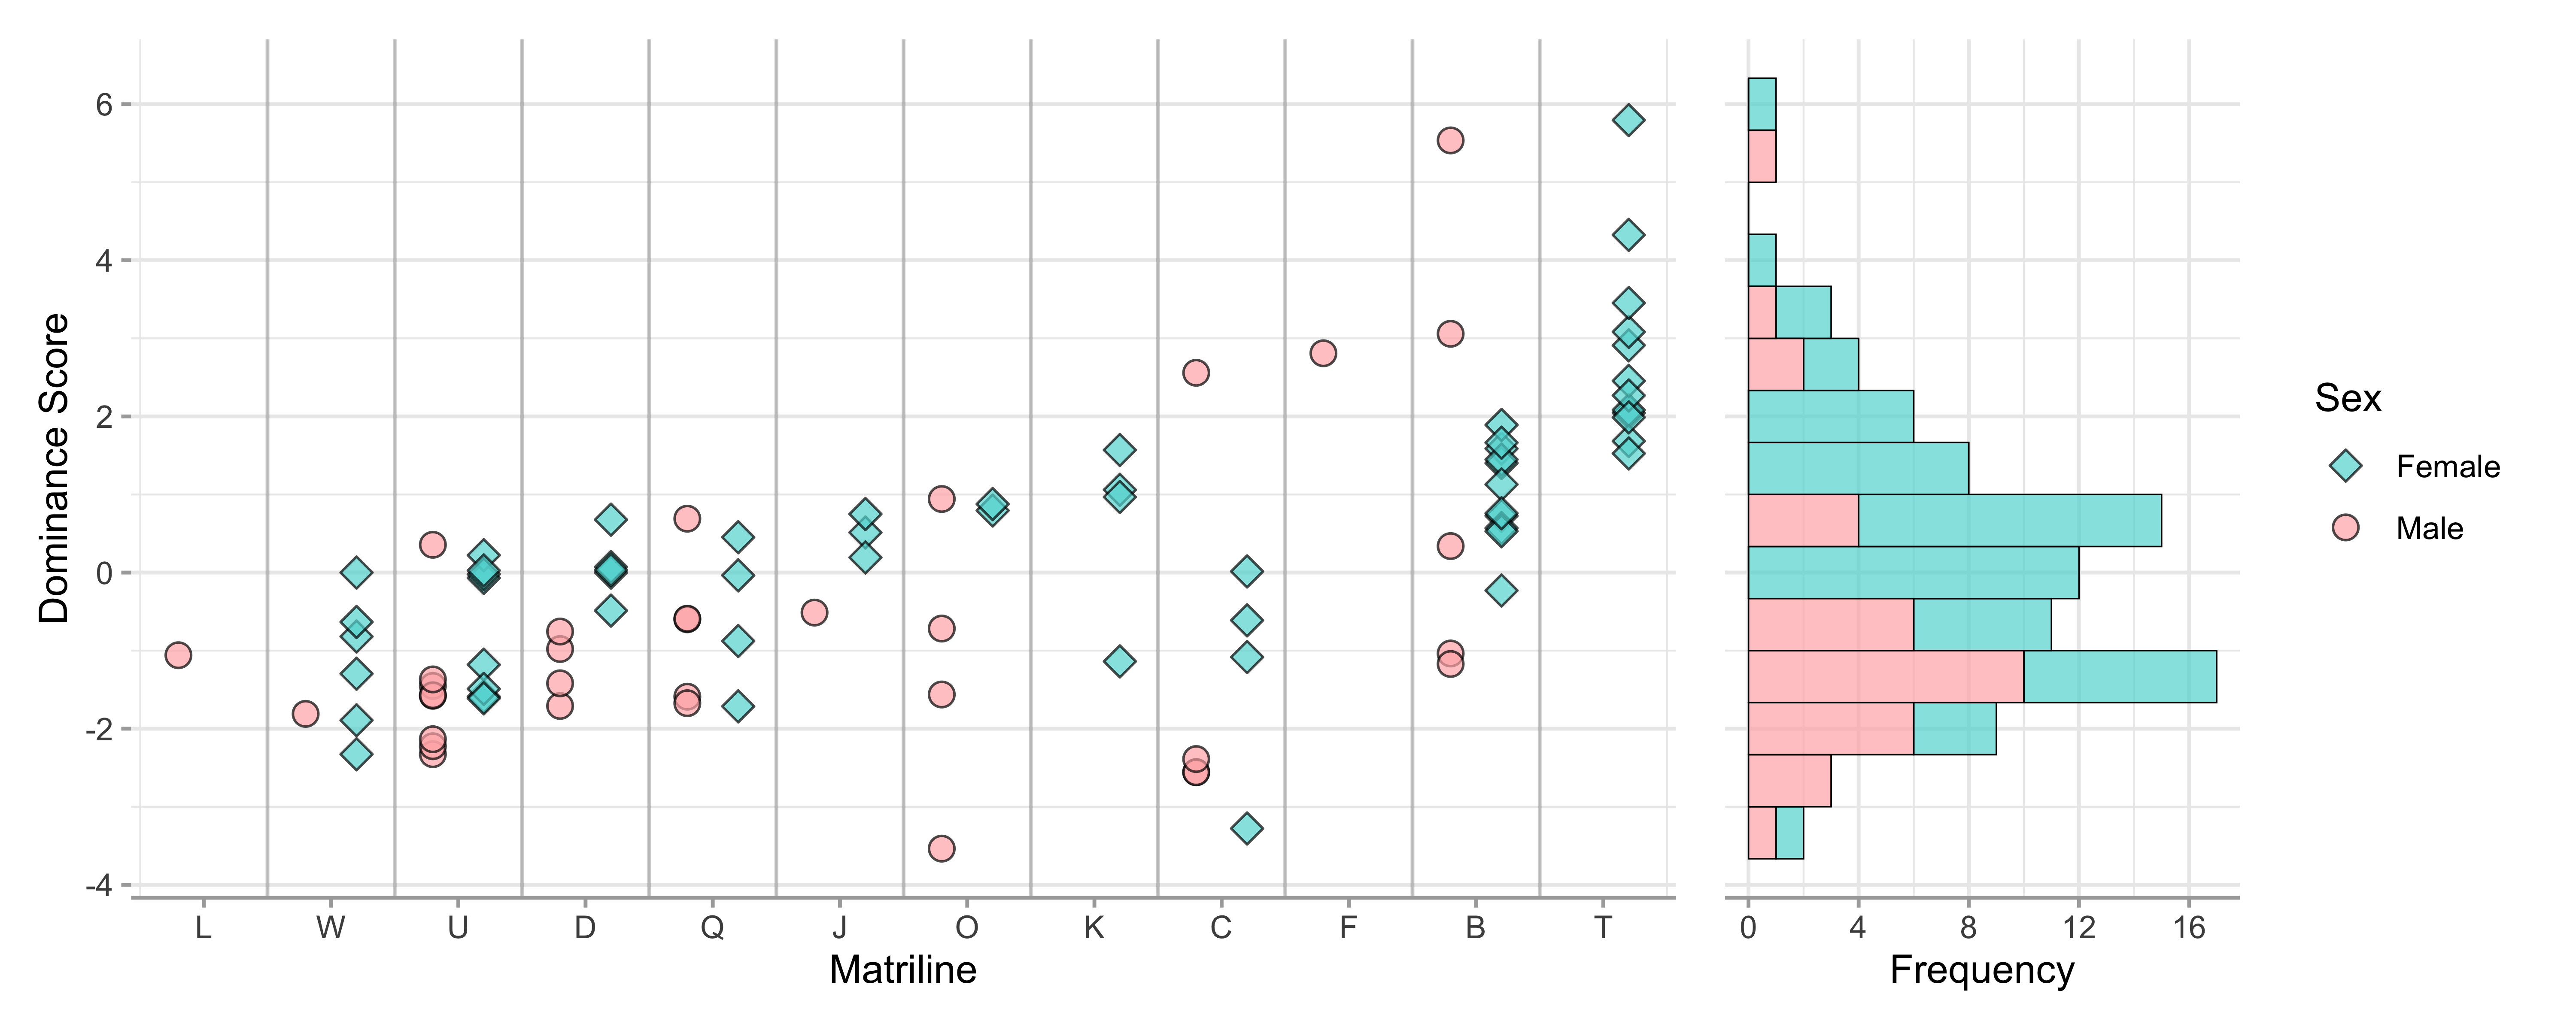 6
4
2
0
-2
-4
Dominance Score
L W U D Q J O K C F B T
Matriline
0 4 8 12 16
Frequency
Sex
Female
Male